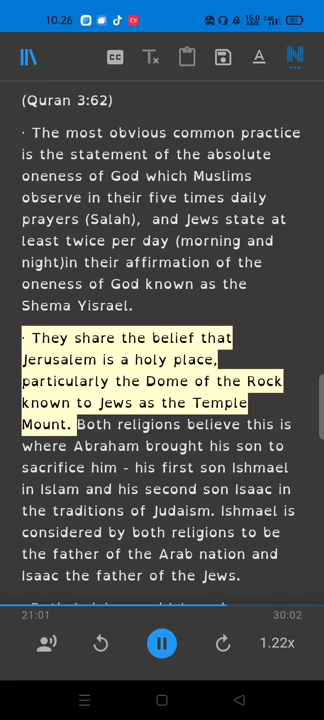 10.26
15.0
KB/S
50
CC
N
(Quran 3:62)
· The most obvious common practice
is the statement of the absolute
oneness of God which Muslims
observe in their five times daily
prayers (Salah), and Jews state at
least twice per day (morning and
night)in their affirmation of the
oneness of God known as the
Shema Yisrael.
· They share the belief that
Jerusalem is a holy place,
particularly the Dome of the Rock
known to Jews as the Temple
Mount. Both religions believe this is
where Abraham brought his son to
sacrifice him - his first son Ishmael
in Islam and his second son Isaac in
the traditions of Judaism. Ishmael is
considered by both religions to be
the father of the Arab nation and
Isaac the father of the Jews.
21:01
30:02
1.22x